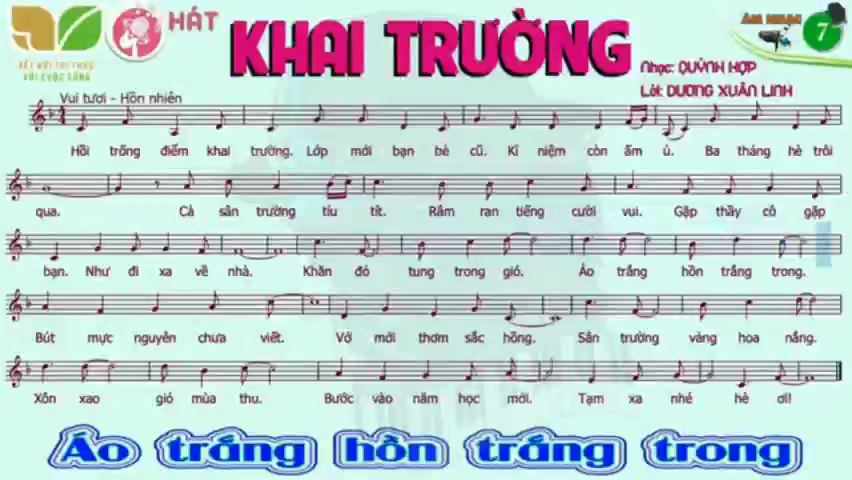 HÁT
KHAI TRƯỜNG
ÂM NHẠC 7
KẾT NỐI TRI THỨC
VỚI CUỘC SỐNG
Nhạc: QUỲNH HỢP
Lời: DƯƠNG XUÂN LINH
Vui tươi - Hồn nhiên
Hồi trống điểm khai trường. Lớp mới bạn bè cũ. Kỉ niệm còn ấm ủ. Ba tháng hè trôi
qua. Cả sân trường tíu tít. Rầm ran tiếng cười vui. Gặp thầy cô gặp
bạn. Như đi xa về nhà. Khăn đỏ tung trong gió. Áo trắng hồn trắng trong.
Bút mực nguyên chưa viết. Vở mới thơm sắc hồng. Sân trường vàng hoa nắng.
Xôn xao gió mùa thu. Bước vào năm học mới. Tạm xa nhé hè ơi!
Áo trắng hồn trắng trong